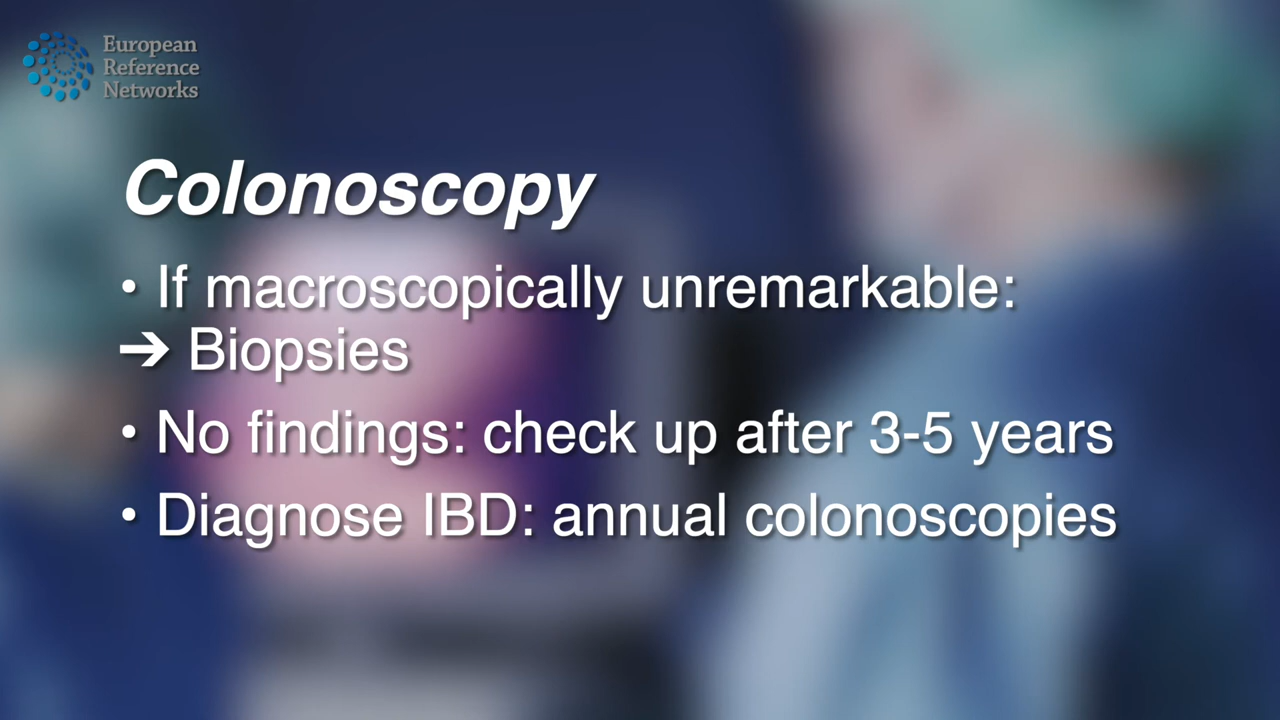 European
Reference
Networks
Colonoscopy
• If macroscopically unremarkable:
➔ Biopsies
• No findings: check up after 3-5 years
• Diagnose IBD: annual colonoscopies